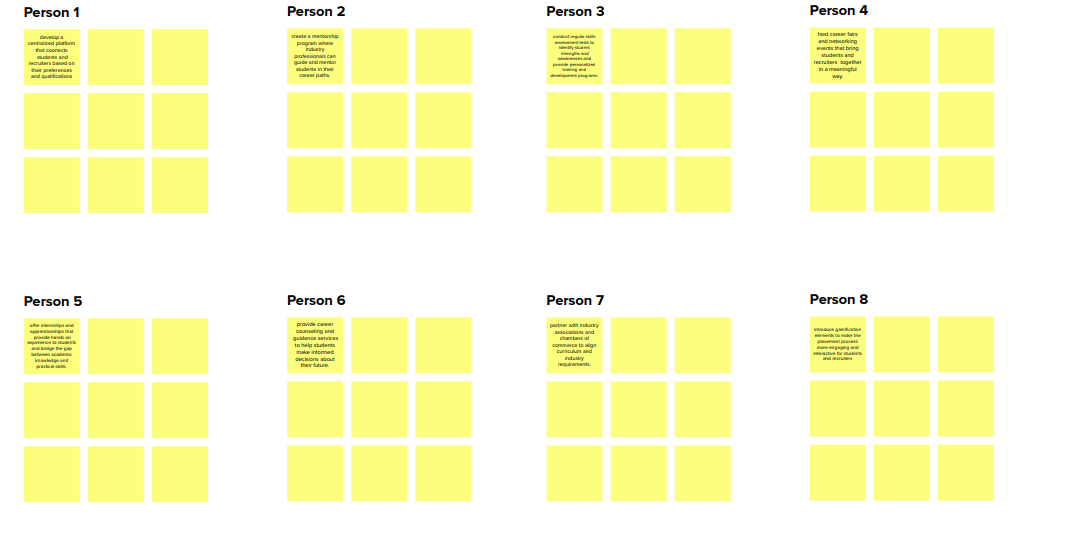 Person 1
develop a
centralized platform
that coonects
students and
recruiters based on
their preferences
and qualifications
Person 2
create a mentorship
program where
industry
professionals can
guide and mentor
students in their
career paths.
Person 3
conduct regular skills
assessment tests to
identify student
strengths and
weaknesses and
provide personalized
training and
development programs
Person 4
host career fairs
and networking
events that bring
students and
recruiters together
in a meaningful
way.
Person 5
offer internships and
apprenticeships that
provide hands on
experience to students
and bridge the gap
between academic
knowledge and
practical skills.
Person 6
provide career
counseling and
guidance services
to help students
make informed
decisions about
their future.
Person 7
partner with industry
associations and
chambers of
commerce to align
curriculum and
industry
requirements.
Person 8
introduce gamification
elements to make the
placement process
more engaging and
interactive for students
and recruiters